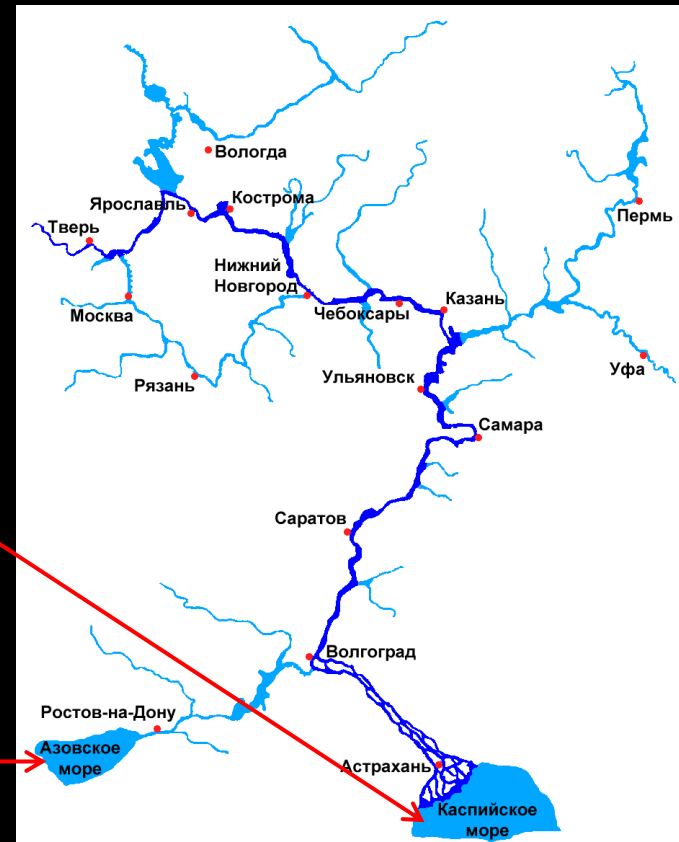 Вологда
Кострома
Ярославль
Тверь
Пермь
Нижний
Новгород
Казань
Москва
Чебоксары
Уфа
Рязань
Ульяновск
Самара
Саратов
Волгоград
Ростов-на-Дону
Азовское
море
Астрахань
Каспийское
море